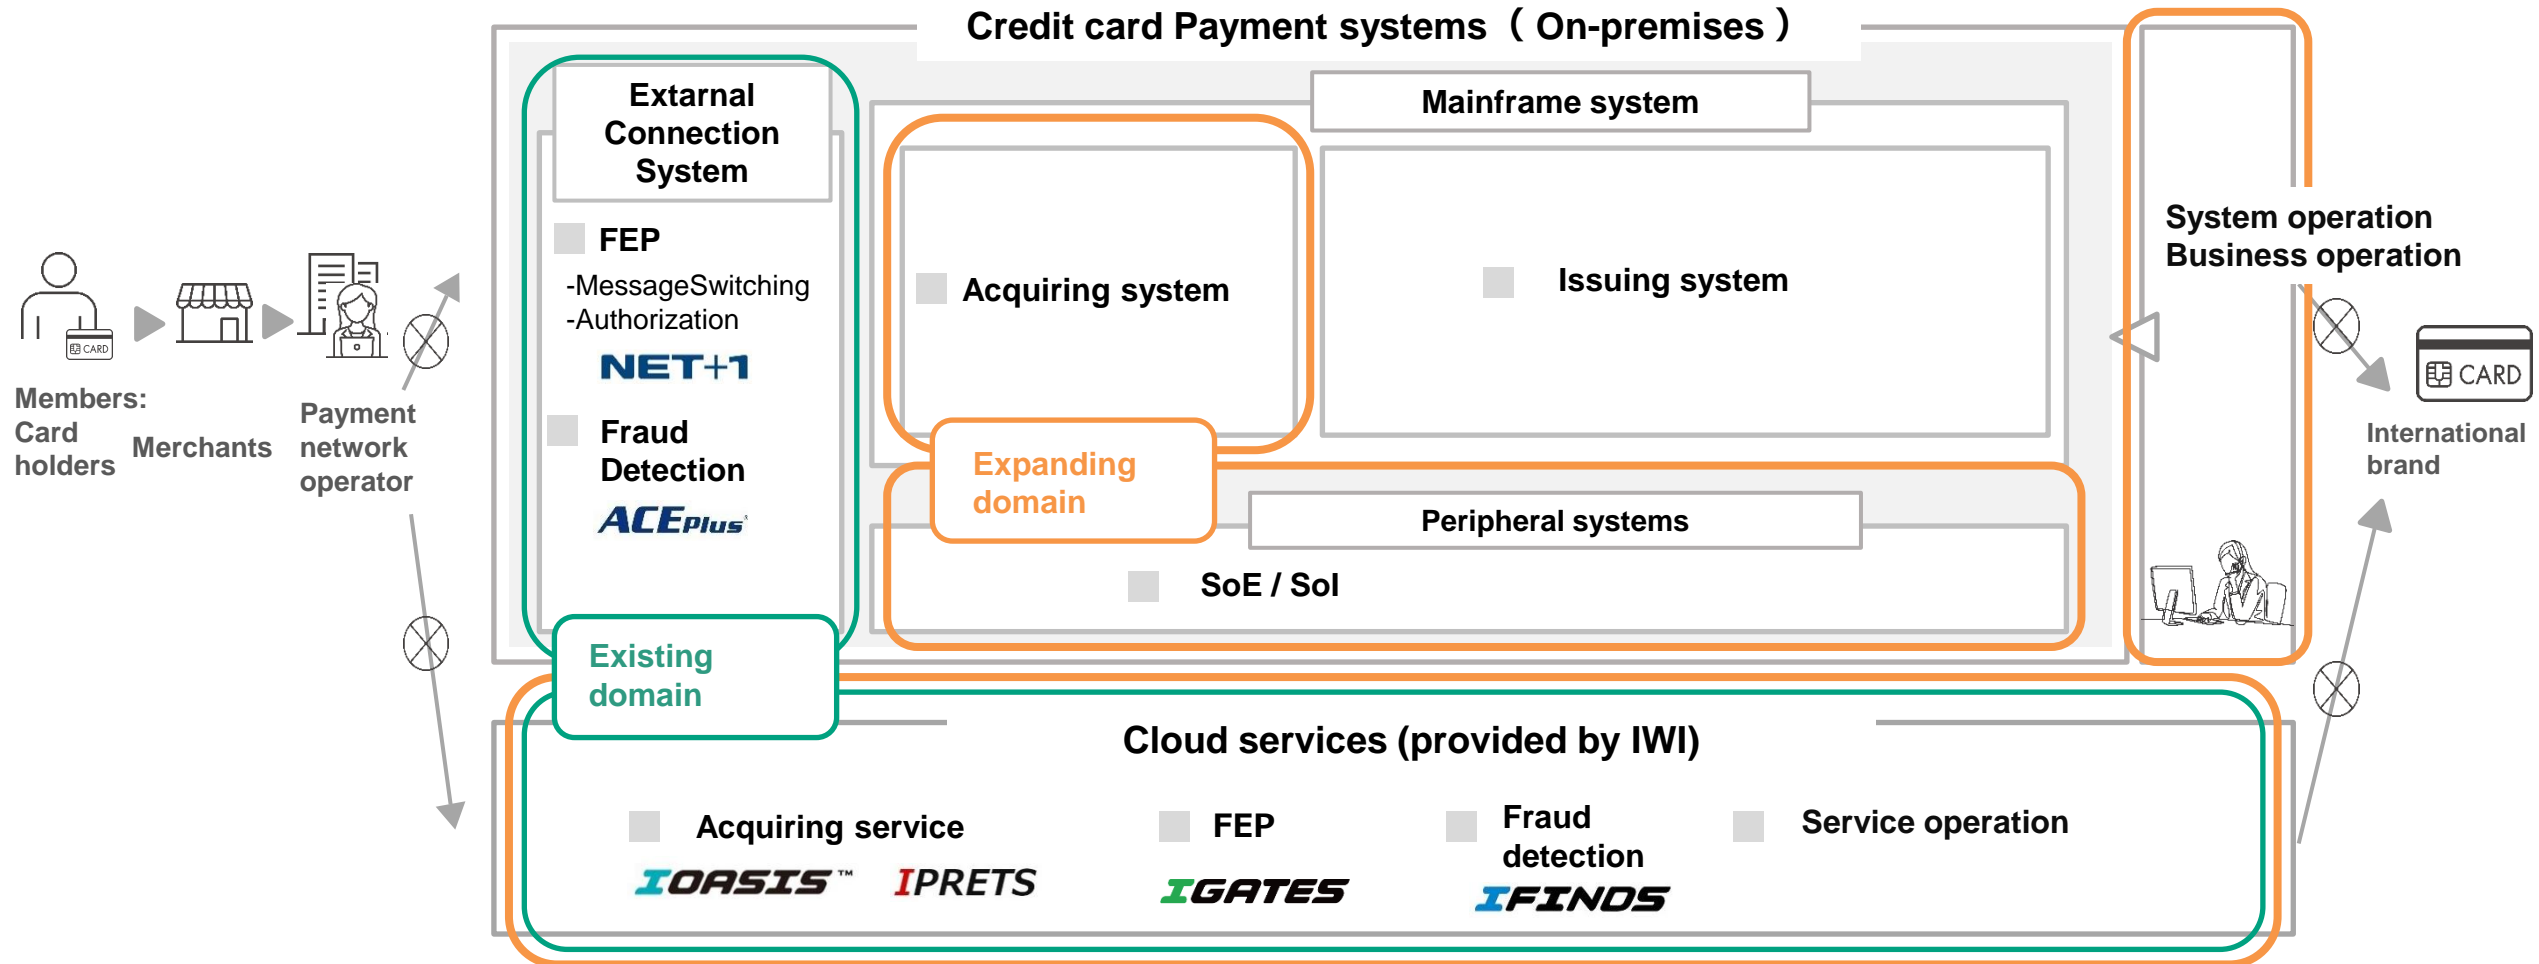 Credit card Payment systems （ On-premises ）
Extarnal
Connection
System
FEP
-MessageSwitching
-Authorization
NET+1
Fraud
Detection
ACEPlus
Existing
domain
Mainframe system
Acquiring system
Issuing system
Expanding
domain
Peripheral systems
SoE / SoI
System operation
Business operation
CARD
Members:
Card
holders
Merchants
Payment
network
operator
CARD
International
brand
Cloud services (provided by IWI)
Acquiring service
IOASIS™
IPRETS
FEP
IGATES
Fraud
detection
IFINDS
Service operation